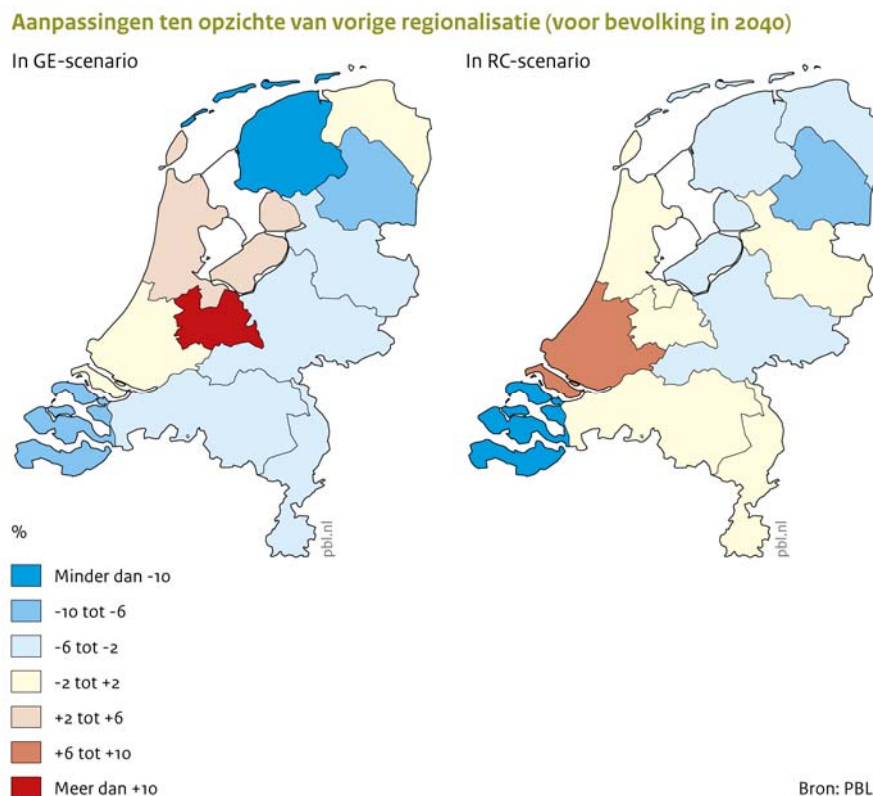 Aanpassingen ten opzichte van vorige regionalisatie (voor bevolking in 2040)
In GE-scenario
In RC-scenario
pbl.nl
pbl.nl
%
Minder dan -10
-10 tot -6
-6 tot -2
-2 tot +2
+2 tot +6
+6 tot +10
Meer dan +10
Bron: PBL